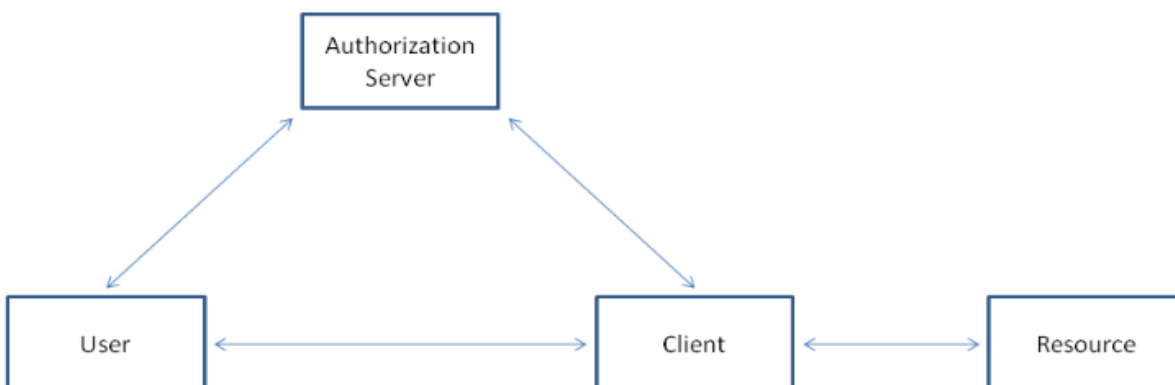 Authorization
Server
User
Client
Resource